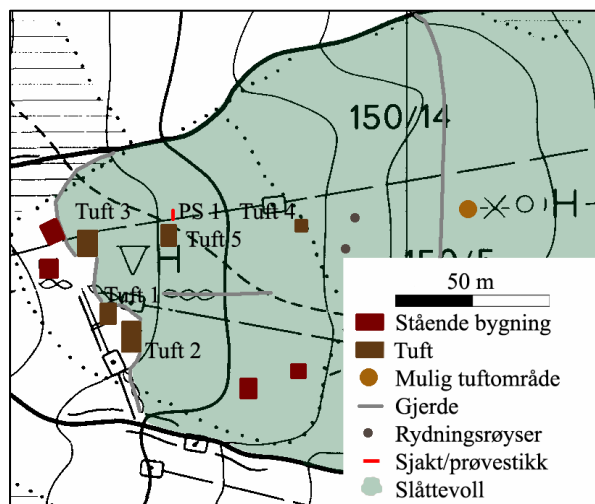 150/14
Tuft 3
PS 1
Tuft 4
Tuft 5
H
H
150/5
Tuft 1
Tuft 2
50 m
Stående bygning
Tuft
Mulig tuftområde
Gjerde
Rydningsrøyser
Sjakt/prøvestikk
Slåttevoll